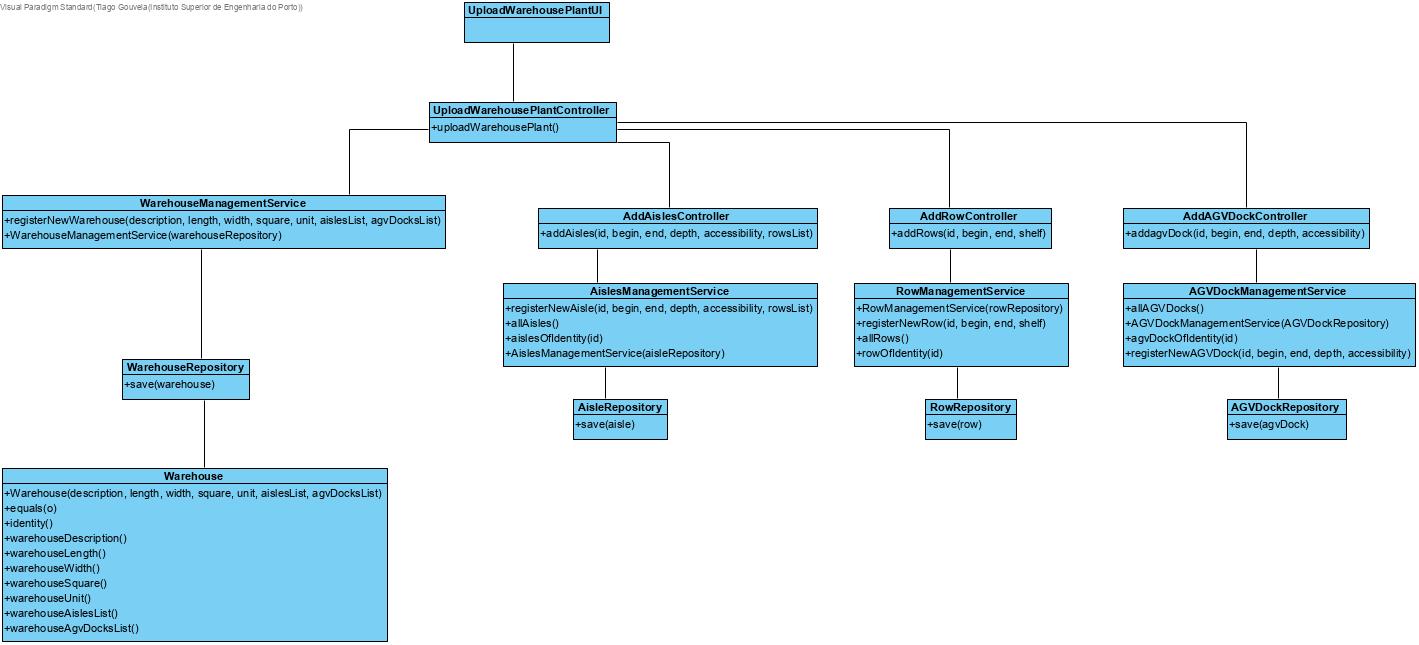 Visual Paradigm Standard(Tiago Gouveia(Instituto Superior de Engenharia do Porto))
UploadWarehousePlantUI
UploadWarehousePlantController
+uploadWarehousePlant()
WarehouseManagementService
+registerNewWarehouse(description, length, width, square, unit, aislesList, agvDocksList)
+WarehouseManagementService(warehouseRepository)
AddAislesController
+addAisles(id, begin, end, depth, accessibility, rowsList)
AddRowController
+addRows(id, begin, end, shelf)
AddAGVDockController
+addagvDock(id, begin, end, depth, accessibility)
AislesManagementService
+registerNewAisle(id, begin, end, depth, accessibility, rowsList)
+allAisles()
+aislesOfIdentity(id)
+AislesManagementService(aisleRepository)
RowManagementService
+RowManagementService(rowRepository)
+registerNewRow(id, begin, end, shelf)
+allRows()
+rowOfIdentity(id)
AGVDockManagementService
+allAGVDocks()
+AGVDockManagementService(AGVDockRepository)
+agvDockOfIdentity(id)
+registerNewAGVDock(id, begin, end, depth, accessibility)
WarehouseRepository
+save(warehouse)
AisleRepository
+save(aisle)
RowRepository
+save(row)
AGVDockRepository
+save(agvDock)
Warehouse
+Warehouse(description, length, width, square, unit, aislesList, agvDocksList)
+equals(o)
+identity()
+warehouseDescription()
+warehouseLength()
+warehouseWidth()
+warehouseSquare()
+warehouseUnit()
+warehouseAislesList()
+warehouseAgvDocksList()